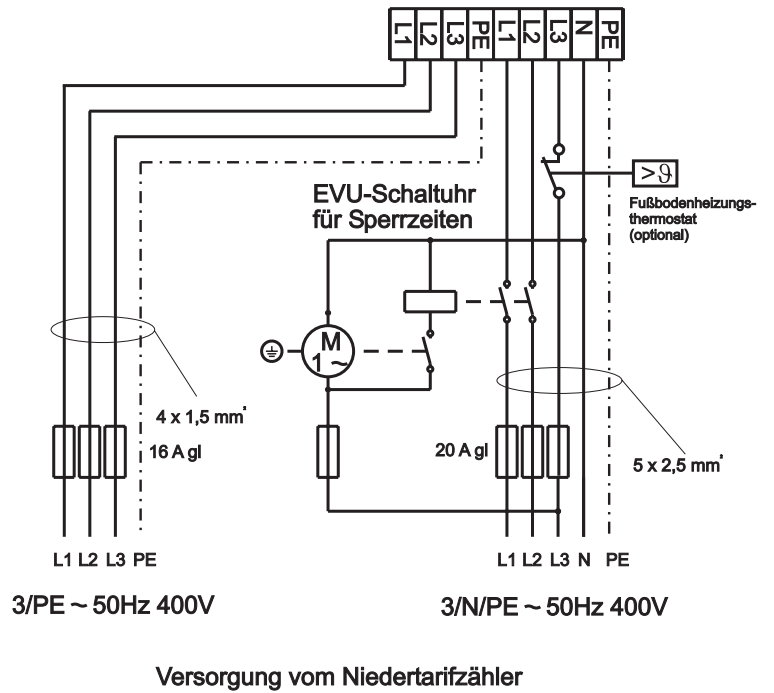 L1 L2 L3 PE L1 L2 L3 N PE
>ϑ
Fußbodenheizungs-
thermostat
(optional)
EVU-Schaltuhr
für Sperrzeiten
M
1 ~
4 x 1,5 mm²
16 A gl
20 A gl
5 x 2,5 mm²
L1 L2 L3 PE
L1 L2 L3 N PE
3/PE ~ 50Hz 400V
3/N/PE ~ 50Hz 400V
Versorgung vom Niedertarifzähler